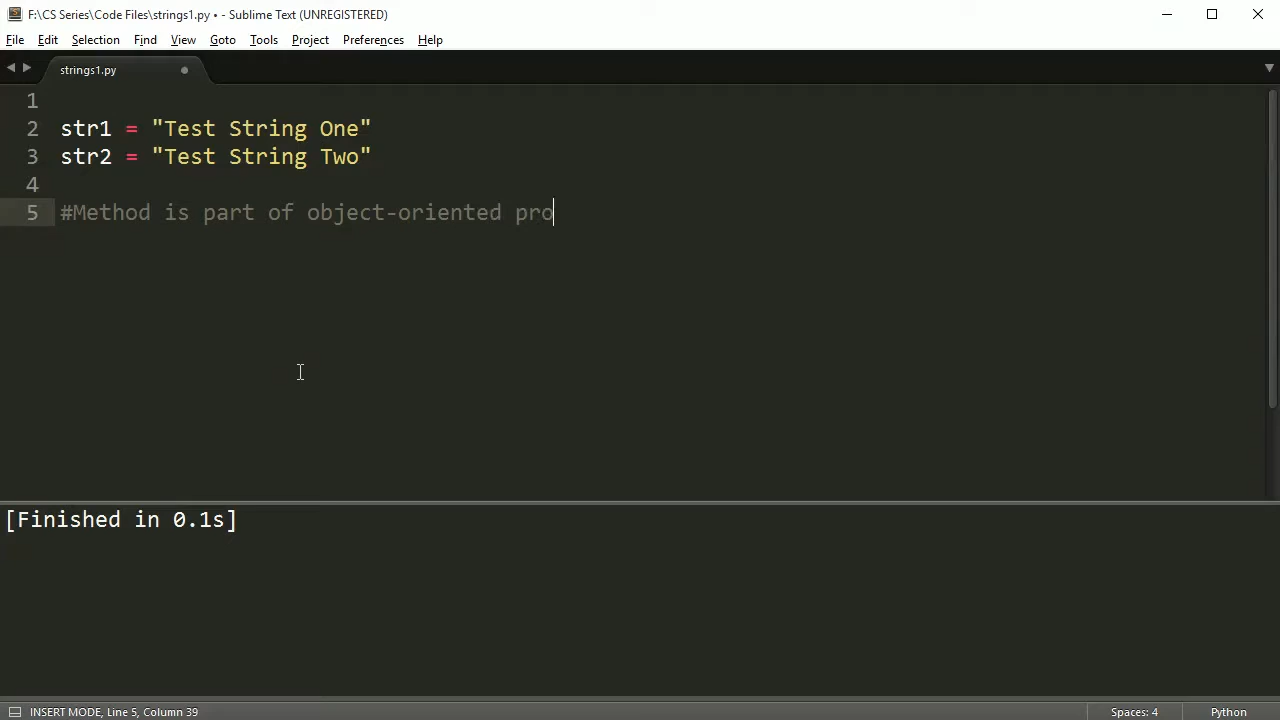 F:\CS Series\Code Files\strings1.py • - Sublime Text (UNREGISTERED)
File Edit Selection Find View Goto Tools Project Preferences Help
strings1.py
1
2 str1 = "Test String One"
3 str2 = "Test String Two"
4
5 #Method is part of object-oriented pro
[Finished in 0.1s]
INSERT MODE, Line 5, Column 39 Spaces: 4 Python